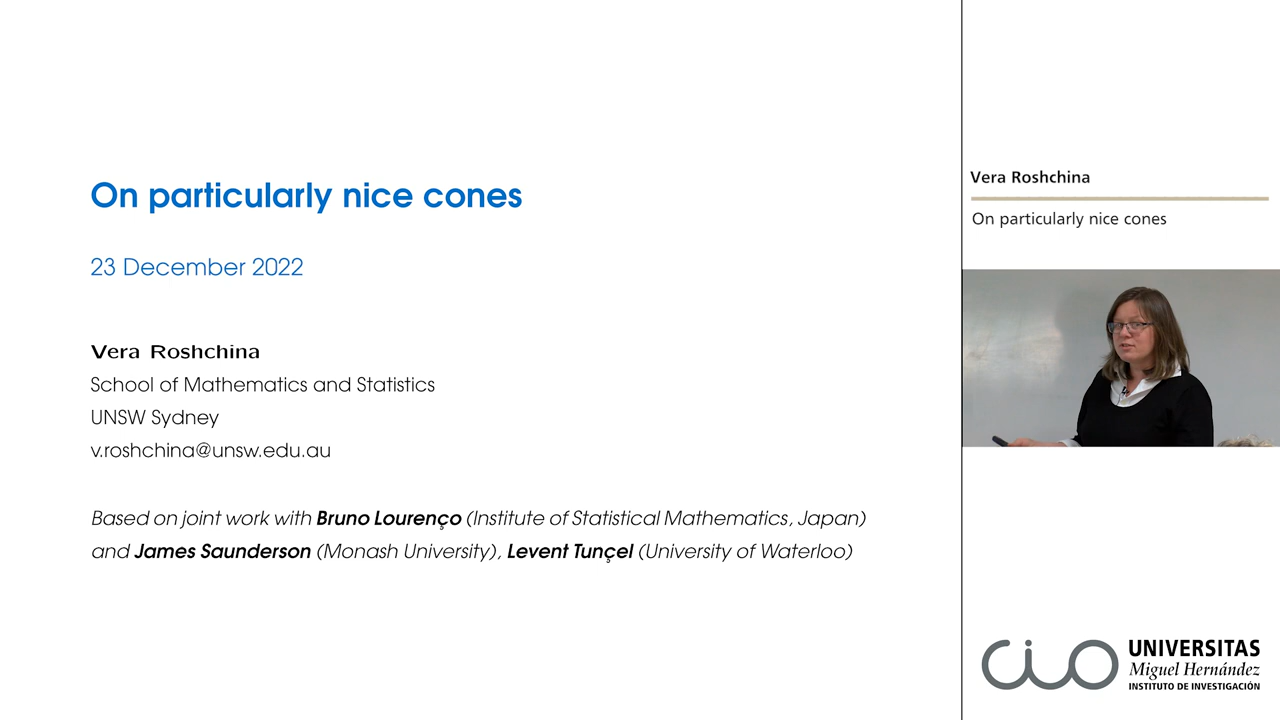 On particularly nice cones
23 December 2022
Vera Roshchina
School of Mathematics and Statistics
UNSW Sydney
v.roshchina@unsw.edu.au
Based on joint work with Bruno Lourenço (Institute of Statistical Mathematics, Japan)
and James Saunderson (Monash University), Levent Tunçel (University of Waterloo)
Vera Roshchina
On particularly nice cones
cio
UNIVERSITAS
Miguel Hernández
INSTITUTO DE INVESTIGACIÓN